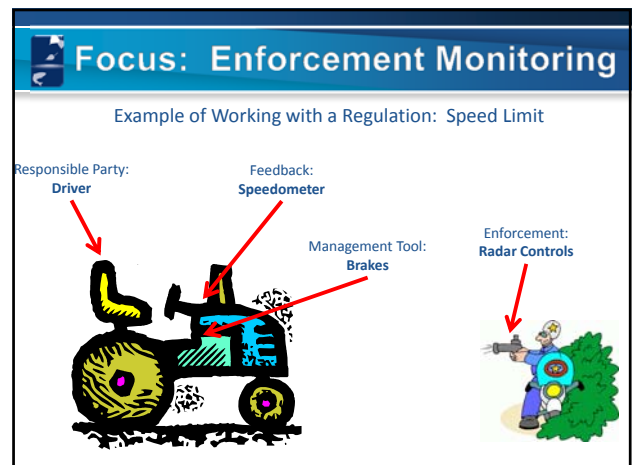 Focus: Enforcement Monitoring
Example of Working with a Regulation: Speed Limit
Responsible Party:
Driver
Feedback:
Speedometer
Management Tool:
Brakes
Enforcement:
Radar Controls